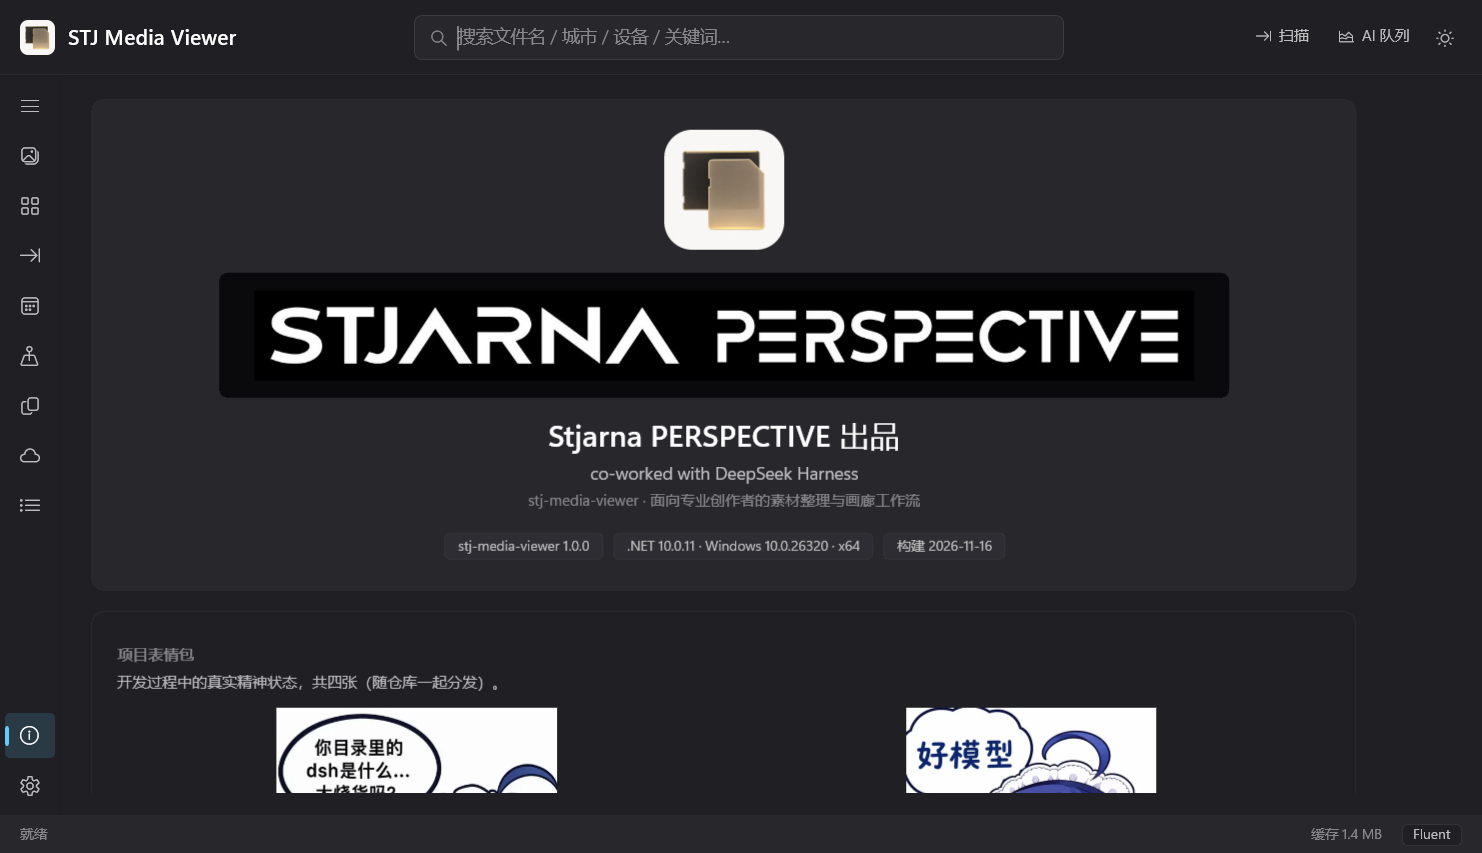 STJ Media Viewer
搜索文件名 / 城市 / 设备 / 关键词...
扫描
AI 队列
STJARNA PERSPECTIVE
Stjarna PERSPECTIVE 出品
co-worked with DeepSeek Harness
stj-media-viewer · 面向专业创作者的素材整理与画廊工作流
stj-media-viewer 1.0.0
.NET 10.0.11 · Windows 10.0.26320 · x64
构建 2026-11-16
项目表情包
开发过程中的真实精神状态，共四张（随仓库一起分发）。
你目录里的
dsh是什么...
大烧货吗?
好模型
就绪
缓存 1.4 MB
Fluent